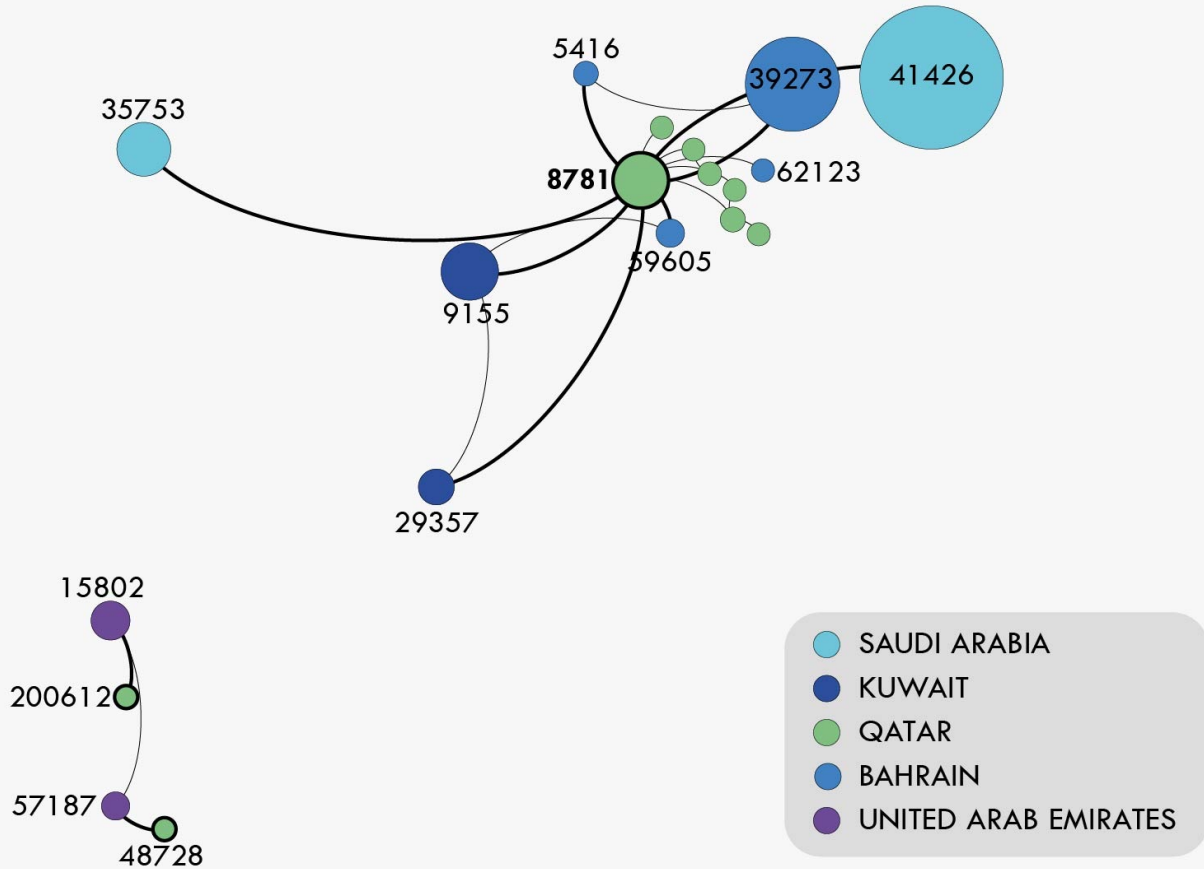 5416
39273
41426
35753
8781
62123
59605
9155
29357
15802
200612
57187
48728
SAUDI ARABIA
KUWAIT
QATAR
BAHRAIN
UNITED ARAB EMIRATES